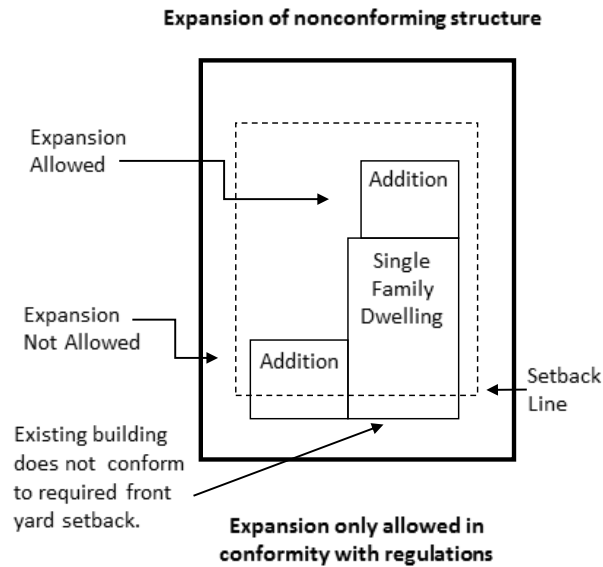 Expansion of nonconforming structure
Expansion
Allowed
Addition
Single
Family
Dwelling
Expansion
Not Allowed
Addition
Setback
Line
Existing building
does not conform
to required front
yard setback.
Expansion only allowed in
conformity with regulations